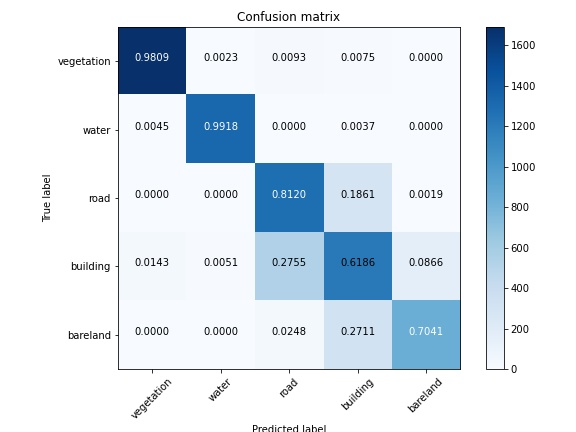 Confusion matrix
vegetation 0.9809 0.0023 0.0093 0.0075 0.0000
water 0.0045 0.9918 0.0000 0.0037 0.0000
road 0.0000 0.0000 0.8120 0.1861 0.0019
building 0.0143 0.0051 0.2755 0.6186 0.0866
bareland 0.0000 0.0000 0.0248 0.2711 0.7041
True label
vegetation water road building bareland
Predicted label
1600
1400
1200
1000
800
600
400
200
0